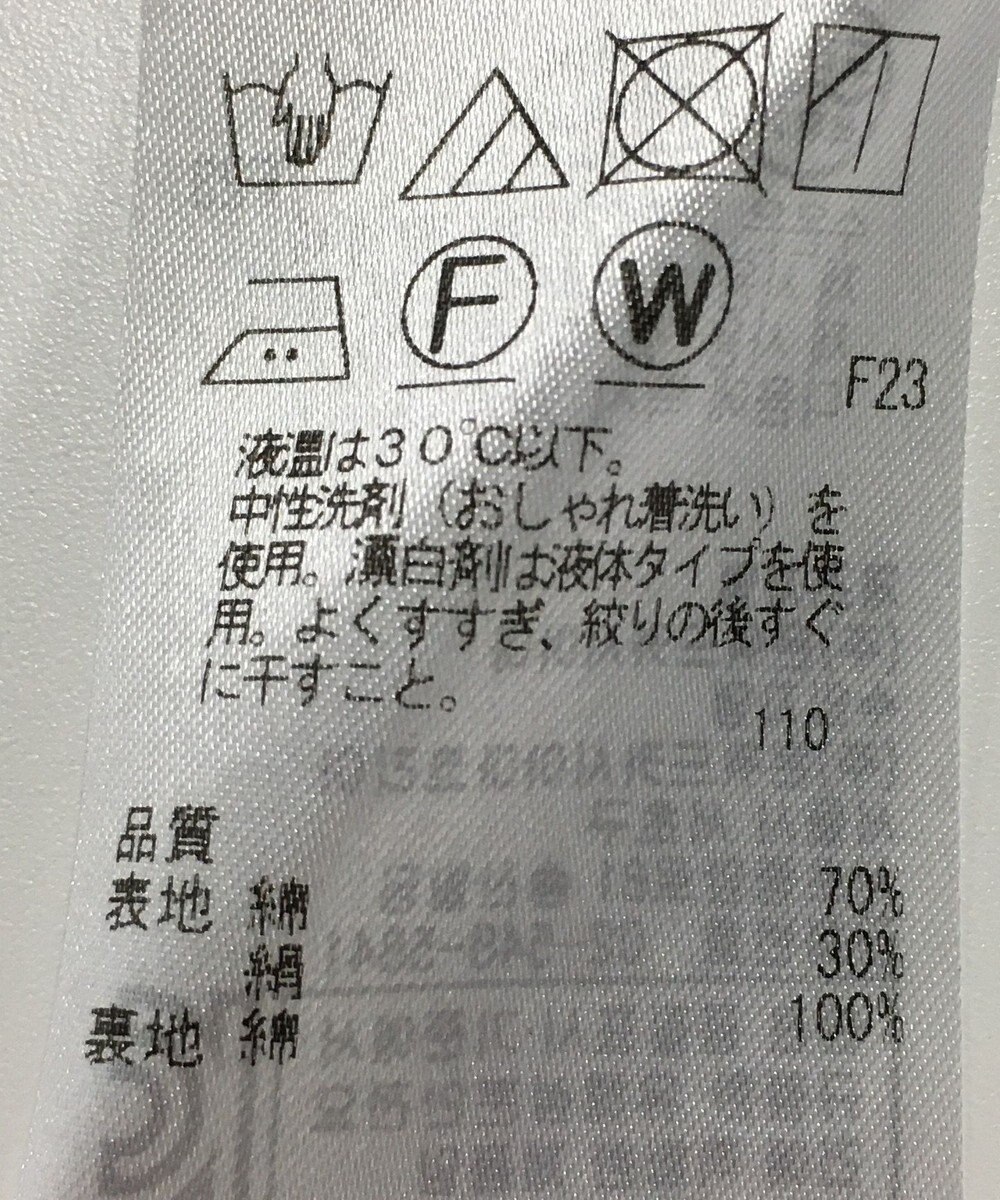 F
W
F23
液温は30℃以下。
中性洗剤（おしゃれ着洗い）を
使用。漂白剤は液体タイプを使
用。よくすすぎ、絞りの後すぐ
に干すこと。
110
品質
表地 綿 70%
絹 30%
裏地 綿 100%